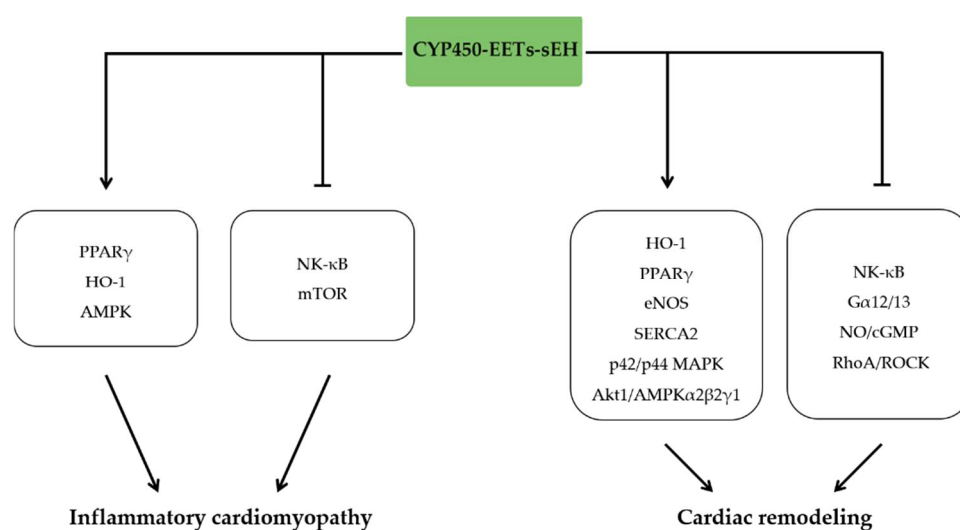 CYP450-EETs-sEH
PPARγ
HO-1
AMPK
NK-κB
mTOR
HO-1
PPARγ
eNOS
SERCA2
p42/p44 MAPK
Akt1/AMPKα2β2γ1
NK-κB
Gα12/13
NO/cGMP
RhoA/ROCK
Inflammatory cardiomyopathy
Cardiac remodeling